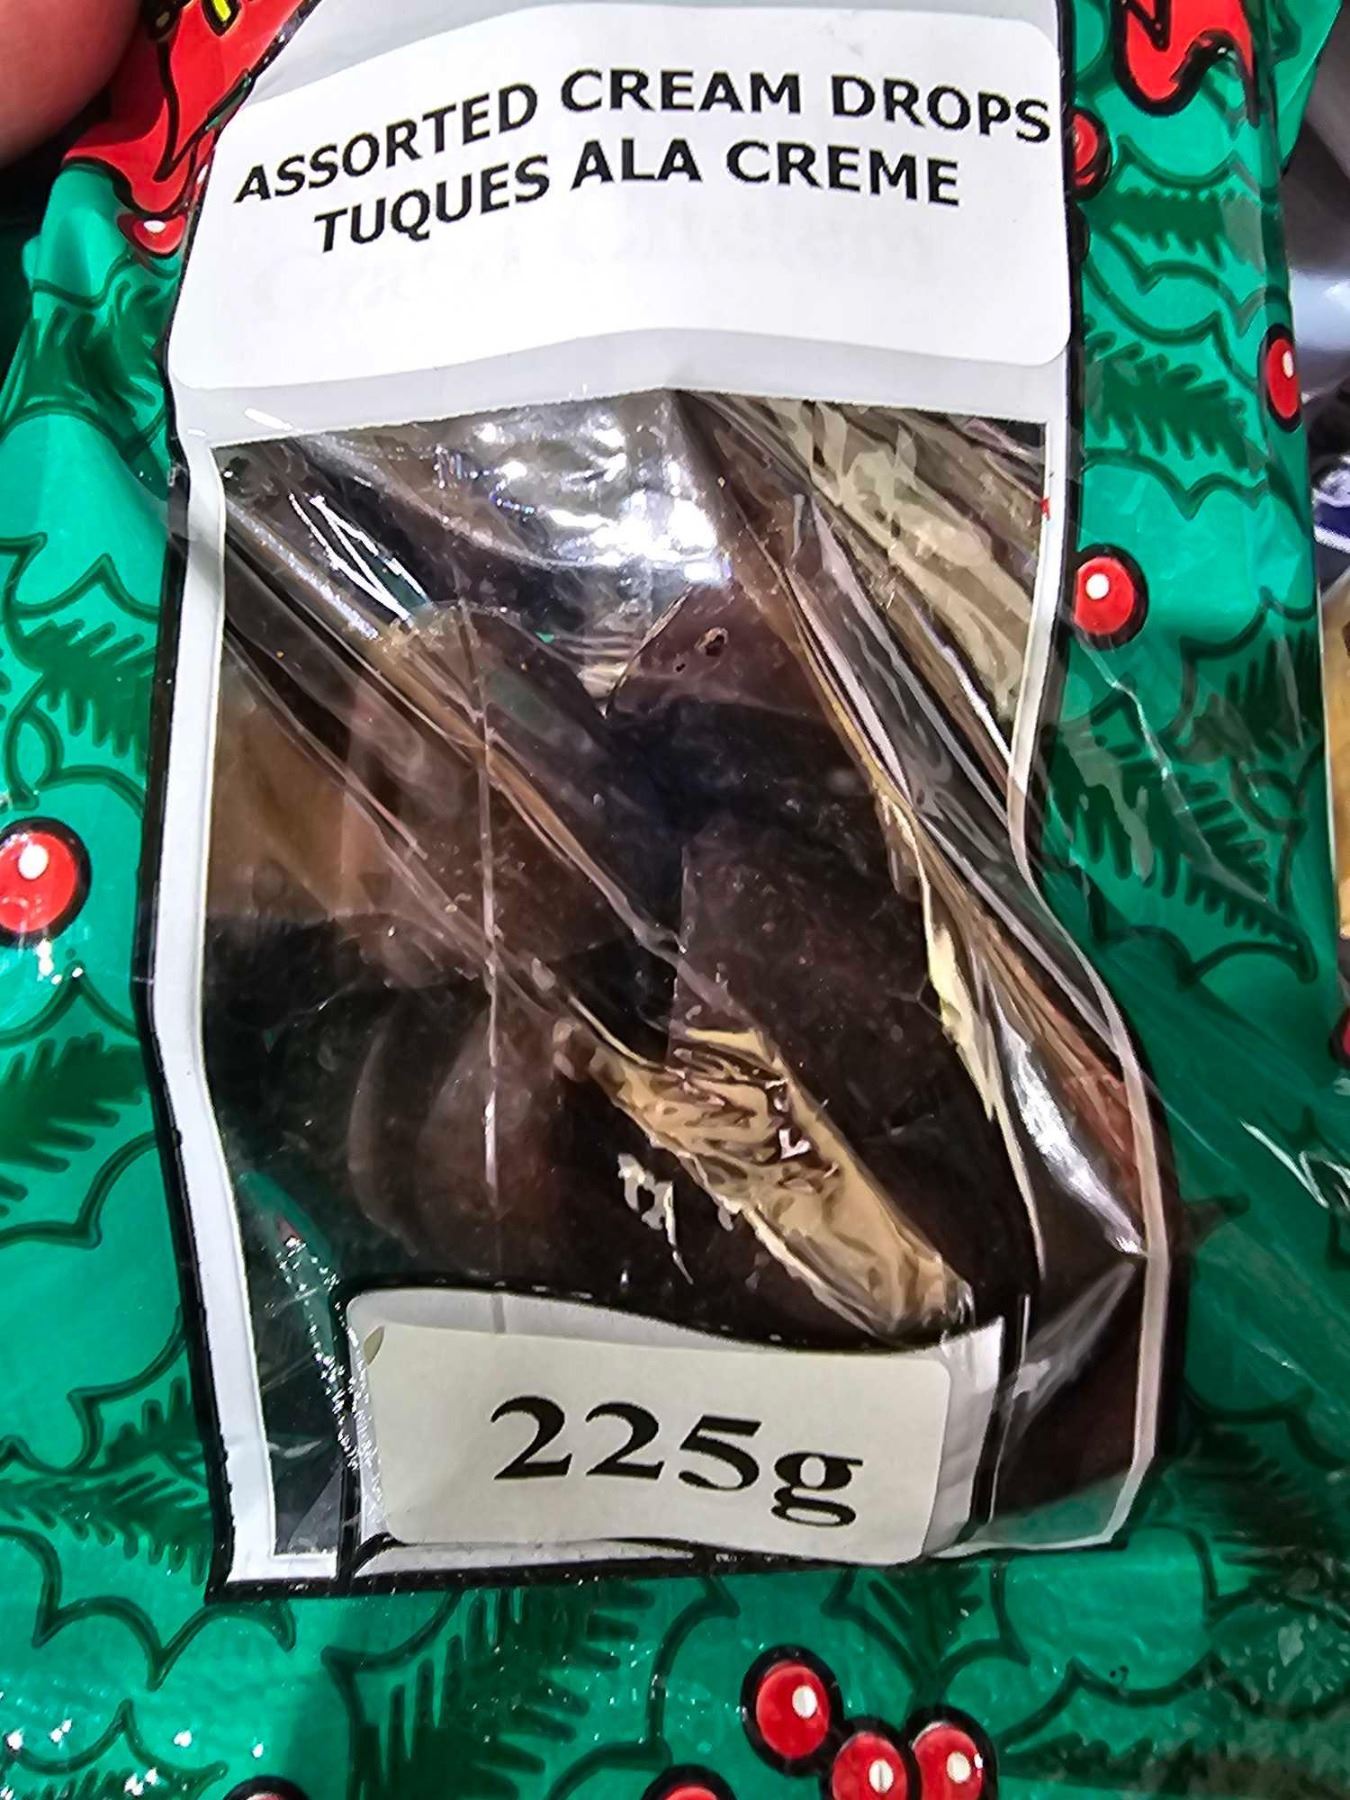 ASSORTED CREAM DROPS
TUQUES ALA CREME
225g